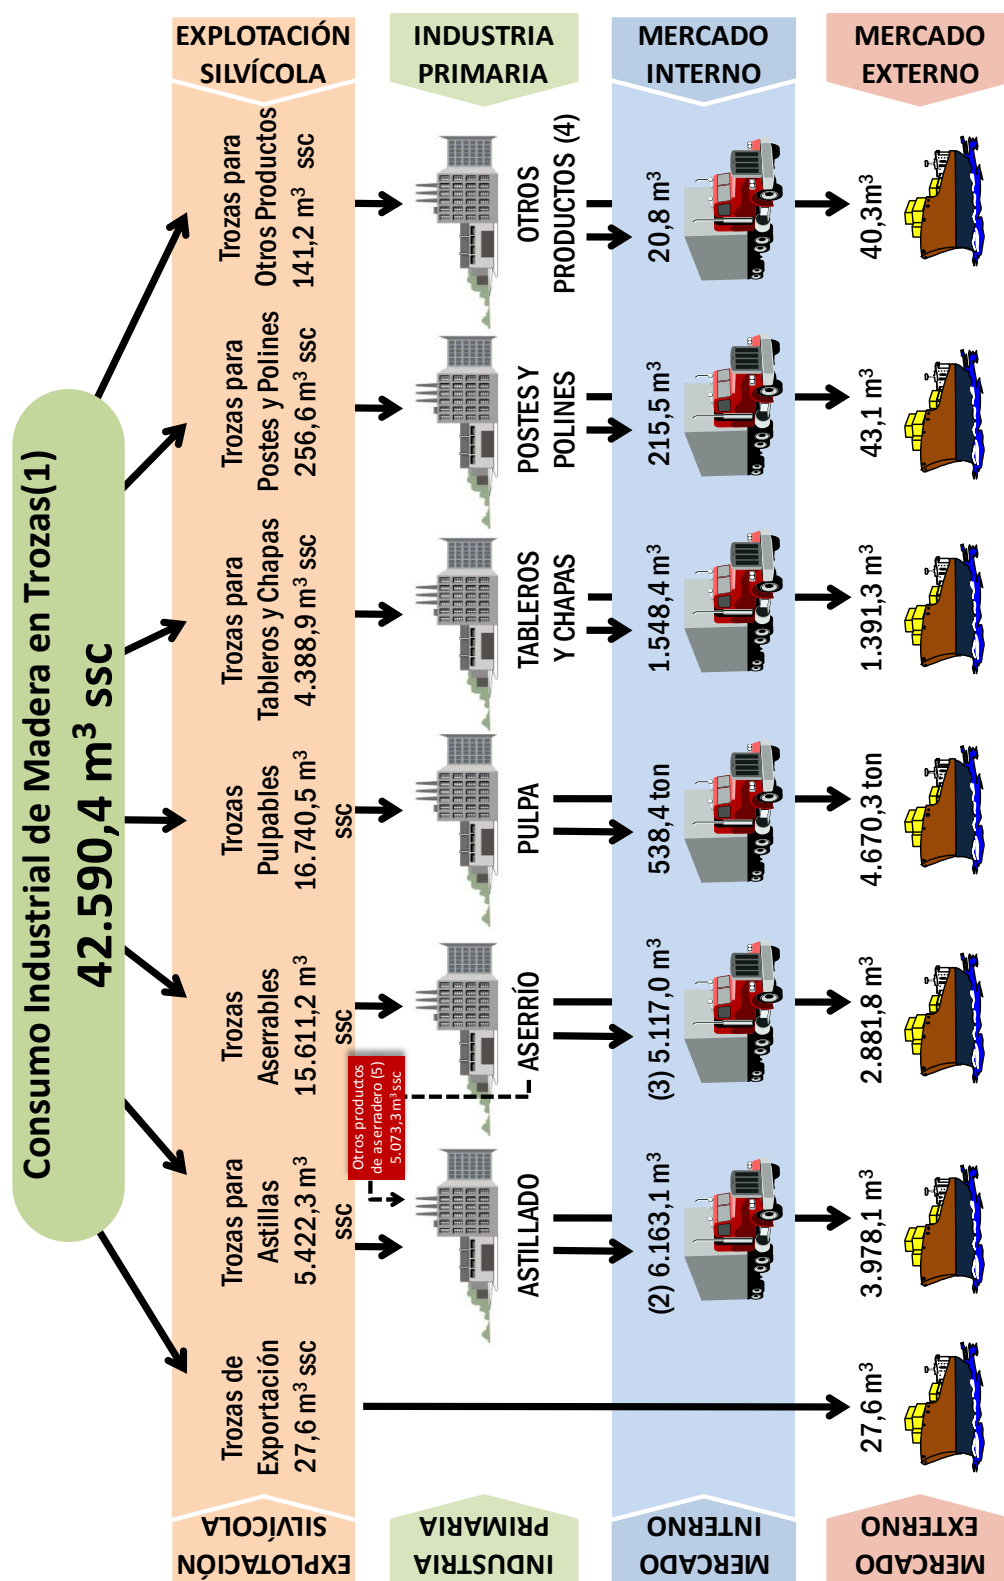 Consumo Industrial de Madera en Trozas(1)
42.590,4 m³ ssc
EXPLOTACIÓN
SILVÍCOLA
Trozas de
Exportación
27,6 m³ ssc
Trozas para
Astillas
5.422,3 m³
ssc
Trozas
Aserrables
15.611,2 m³
ssc
Trozas
Pulpables
16.740,5 m³
ssc
Trozas para
Tableros y Chapas
4.388,9 m³ ssc
Trozas para
Postes y Polines
256,6 m³ ssc
Trozas para
Otros Productos
141,2 m³ ssc
EXPLOTACIÓN
SILVÍCOLA
Otros productos
de aserradero (5)
5.073,3 m³ ssc
INDUSTRIA
PRIMARIA
ASTILLADO
ASERRÍO
PULPA
TABLEROS
Y CHAPAS
POSTES Y
POLINES
OTROS
PRODUCTOS (4)
INDUSTRIA
PRIMARIA
MERCADO
INTERNO
(2) 6.163,1 m³
(3) 5.117,0 m³
538,4 ton
1.548,4 m³
215,5 m³
20,8 m³
MERCADO
INTERNO
MERCADO
EXTERNO
27,6 m³
3.978,1 m³
2.881,8 m³
4.670,3 ton
1.391,3 m³
43,1 m³
40,3m³
MERCADO
EXTERNO